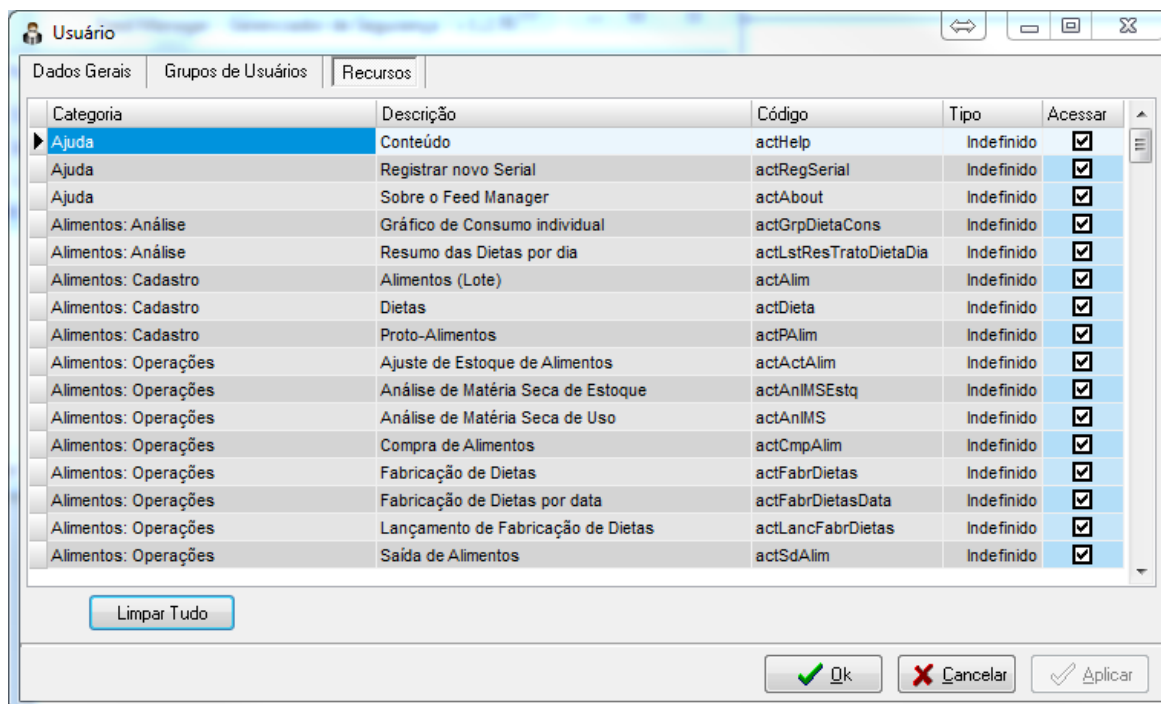 Usuário
Dados Gerais Grupos de Usuários Recursos
Categoria Descrição Código Tipo Acessar
Ajuda Conteúdo actHelp Indefinido
Ajuda Registrar novo Serial actRegSerial Indefinido
Ajuda Sobre o Feed Manager actAbout Indefinido
Alimentos: Análise Gráfico de Consumo individual actGrpDietaCons Indefinido
Alimentos: Análise Resumo das Dietas por dia actLstResTratoDietaDia Indefinido
Alimentos: Cadastro Alimentos (Lote) actAlim Indefinido
Alimentos: Cadastro Dietas actDieta Indefinido
Alimentos: Cadastro Proto-Alimentos actPAlim Indefinido
Alimentos: Operações Ajuste de Estoque de Alimentos actActAlim Indefinido
Alimentos: Operações Análise de Matéria Seca de Estoque actAnlMSEstq Indefinido
Alimentos: Operações Análise de Matéria Seca de Uso actAnlMS Indefinido
Alimentos: Operações Compra de Alimentos actCmpAlim Indefinido
Alimentos: Operações Fabricação de Dietas actFabrDietas Indefinido
Alimentos: Operações Fabricação de Dietas por data actFabrDietasData Indefinido
Alimentos: Operações Lançamento de Fabricação de Dietas actLancFabrDietas Indefinido
Alimentos: Operações Saída de Alimentos actSdAlim Indefinido
Limpar Tudo
Ok Cancelar Aplicar